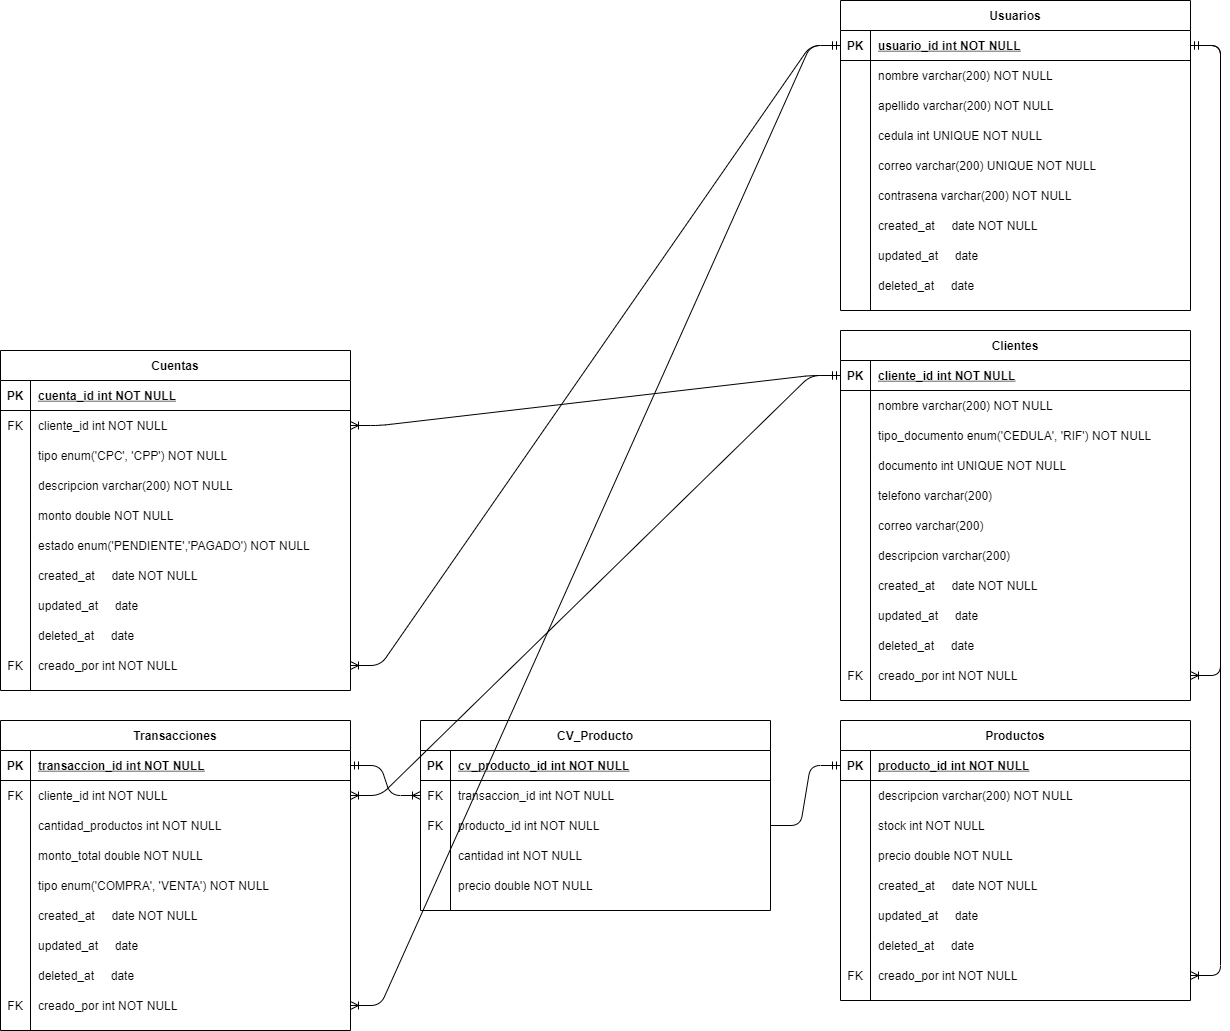 Usuarios
PK usuario_id int NOT NULL
nombre varchar(200) NOT NULL
apellido varchar(200) NOT NULL
cedula int UNIQUE NOT NULL
correo varchar(200) UNIQUE NOT NULL
contrasena varchar(200) NOT NULL
created_at date NOT NULL
updated_at date
deleted_at date
Clientes
PK cliente_id int NOT NULL
nombre varchar(200) NOT NULL
tipo_documento enum('CEDULA', 'RIF') NOT NULL
documento int UNIQUE NOT NULL
telefono varchar(200)
correo varchar(200)
descripcion varchar(200)
created_at date NOT NULL
updated_at date
deleted_at date
FK creado_por int NOT NULL
Cuentas
PK cuenta_id int NOT NULL
FK cliente_id int NOT NULL
tipo enum('CPC', 'CPP') NOT NULL
descripcion varchar(200) NOT NULL
monto double NOT NULL
estado enum('PENDIENTE','PAGADO') NOT NULL
created_at date NOT NULL
updated_at date
deleted_at date
FK creado_por int NOT NULL
Transacciones
PK transaccion_id int NOT NULL
FK cliente_id int NOT NULL
cantidad_productos int NOT NULL
monto_total double NOT NULL
tipo enum('COMPRA', 'VENTA') NOT NULL
created_at date NOT NULL
updated_at date
deleted_at date
FK creado_por int NOT NULL
CV_Producto
PK cv_producto_id int NOT NULL
FK transaccion_id int NOT NULL
FK producto_id int NOT NULL
cantidad int NOT NULL
precio double NOT NULL
Productos
PK producto_id int NOT NULL
descripcion varchar(200) NOT NULL
stock int NOT NULL
precio double NOT NULL
created_at date NOT NULL
updated_at date
deleted_at date
FK creado_por int NOT NULL